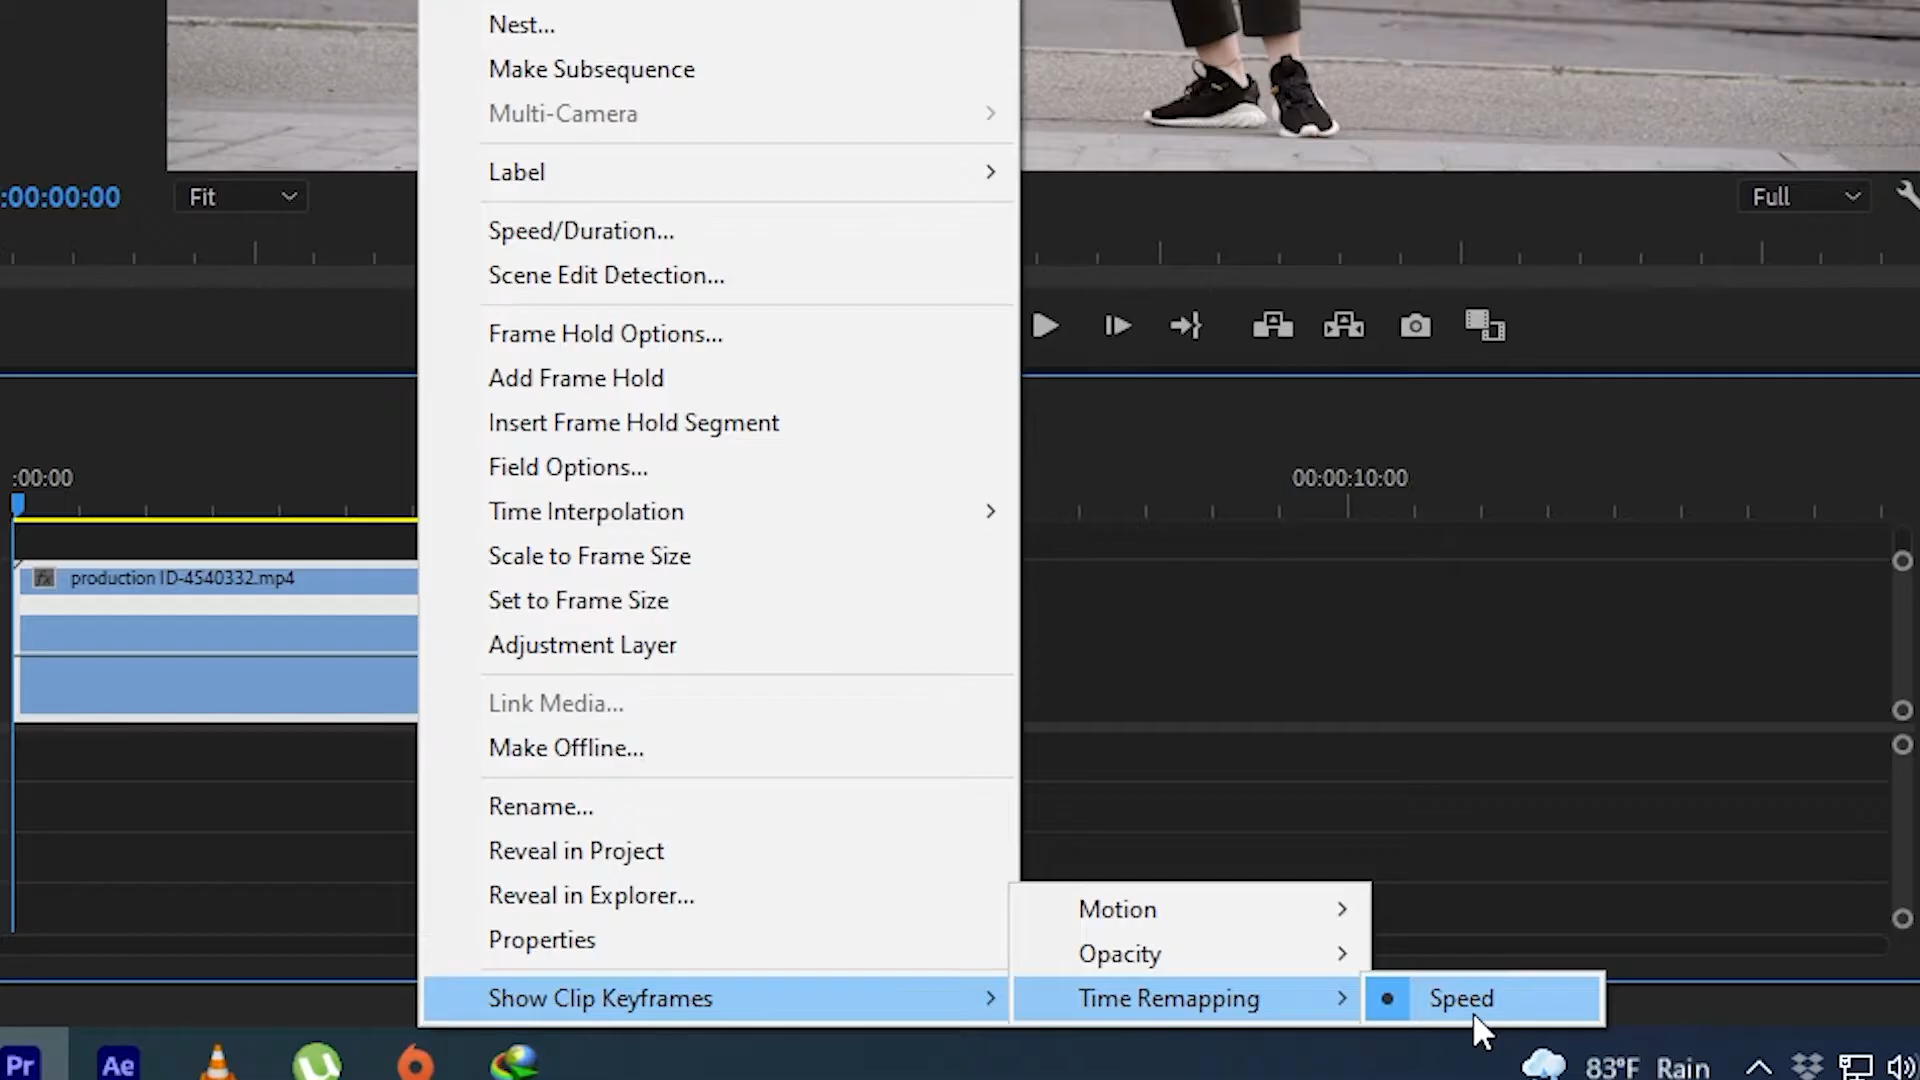 Nest...
Make Subsequence
Multi-Camera
Label
:00:00:00
Fit
Full
Speed/Duration...
Scene Edit Detection...
Frame Hold Options...
Add Frame Hold
Insert Frame Hold Segment
Field Options...
:00:00
00:00:10:00
Time Interpolation
Scale to Frame Size
fx production ID-4540332.mp4
Set to Frame Size
Adjustment Layer
Link Media...
Make Offline...
Rename...
Reveal in Project
Reveal in Explorer...
Properties
Motion
Opacity
Show Clip Keyframes
Time Remapping
Speed
Pr
Ae
83°F Rain